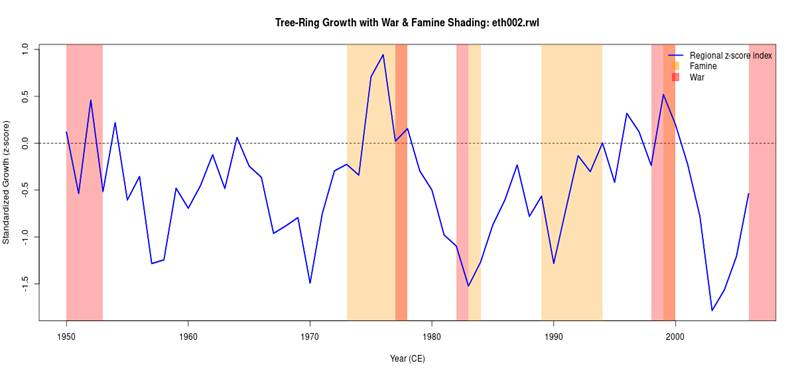 Tree-Ring Growth with War & Famine Shading: eth002.rwl
Standardized Growth (z-score)
1.0
0.5
0.0
-0.5
-1.0
-1.5
Regional z-score index
Famine
War
1950
1960
1970
1980
1990
2000
Year (CE)